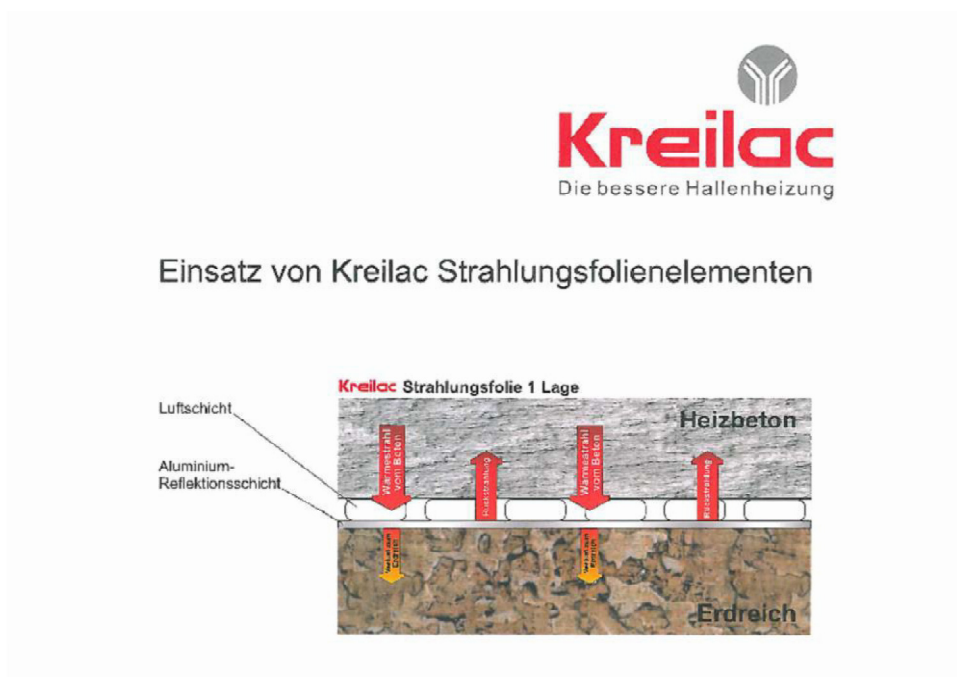 Kreilac
Die bessere Hallenheizung
Einsatz von Kreilac Strahlungsfolienelementen
Kreilac Strahlungsfolie 1 Lage
Luftschicht
Heizbeton
Wärmestrahl
vom Beton
Rückstrahlung
Wärmestrahl
vom Beton
Rückstrahlung
Aluminium-
Reflektionsschicht
Erdreich